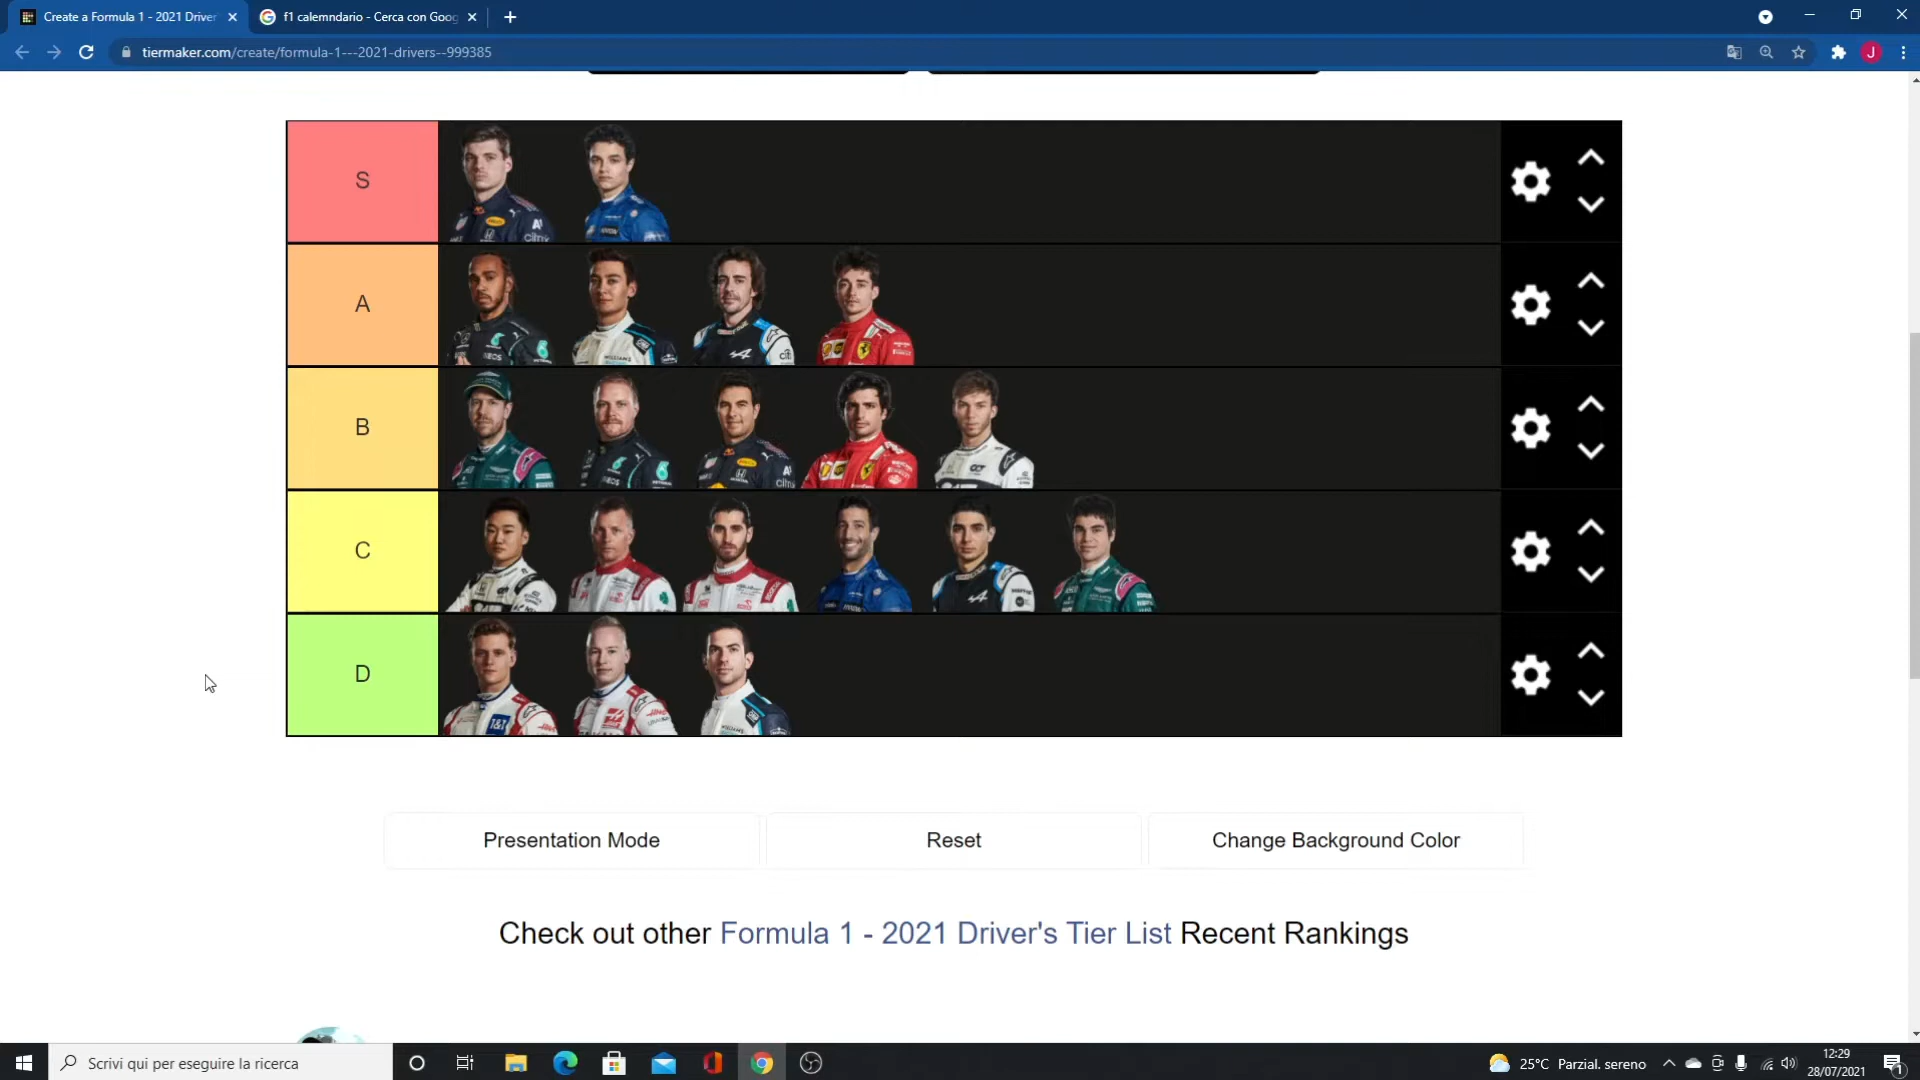 Create a Formula 1 - 2021 Driver'
f1 calemndario - Cerca con Goog
tiermaker.com/create/formula-1---2021-drivers--999385
J
S
A
B
C
D
Presentation Mode
Reset
Change Background Color
Check out other Formula 1 - 2021 Driver's Tier List Recent Rankings
Scrivi qui per eseguire la ricerca
25°C Parzial. sereno
12:29
28/07/2021
1